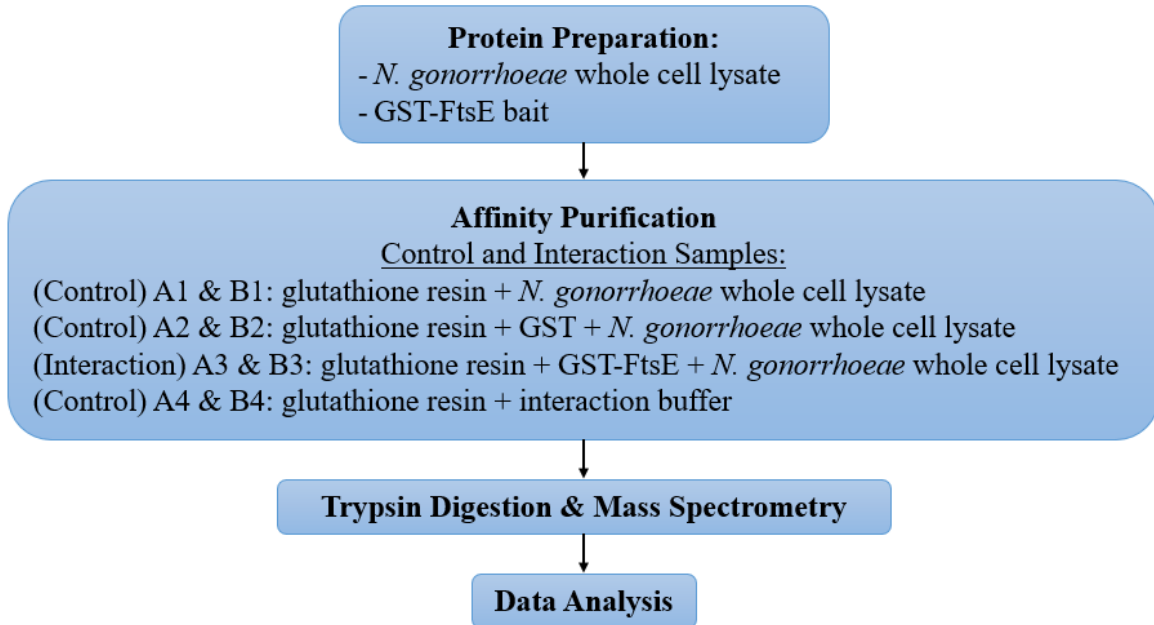 Protein Preparation:
- N. gonorrhoeae whole cell lysate
- GST-FtsE bait
Affinity Purification
Control and Interaction Samples:
(Control) A1 & B1: glutathione resin + N. gonorrhoeae whole cell lysate
(Control) A2 & B2: glutathione resin + GST + N. gonorrhoeae whole cell lysate
(Interaction) A3 & B3: glutathione resin + GST-FtsE + N. gonorrhoeae whole cell lysate
(Control) A4 & B4: glutathione resin + interaction buffer
Trypsin Digestion & Mass Spectrometry
Data Analysis